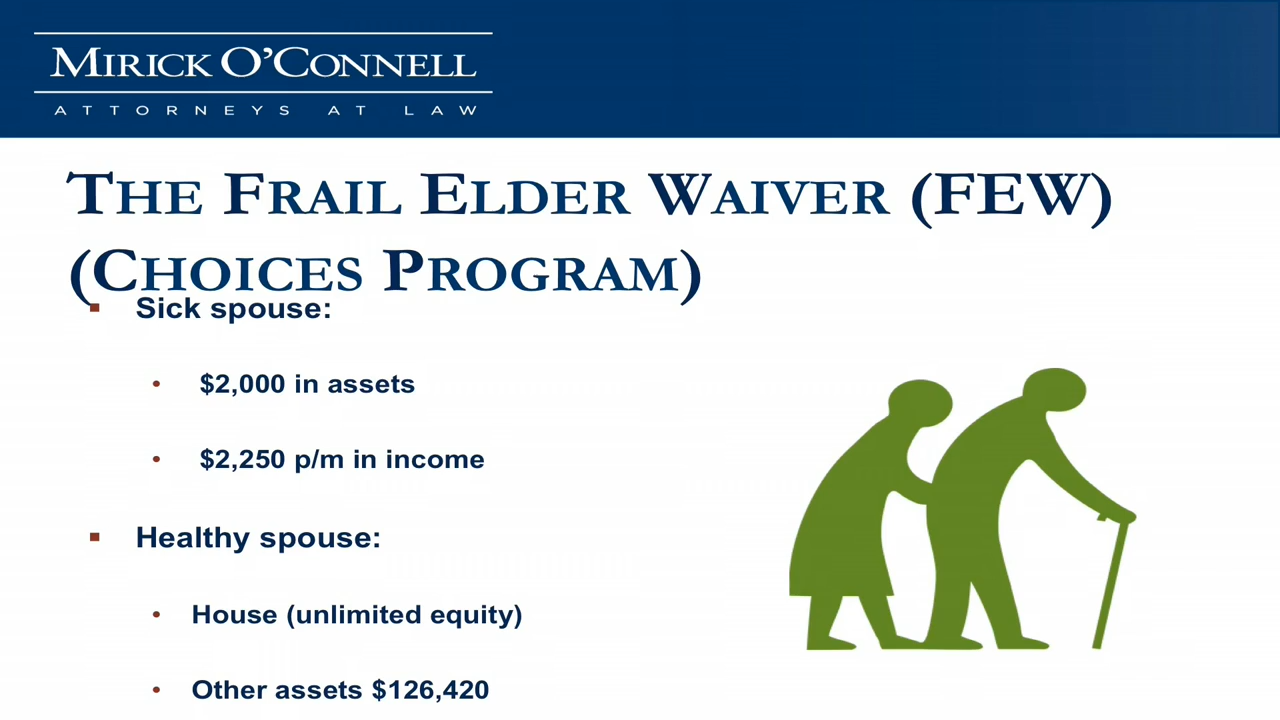 MIRICK O'CONNELL
ATTORNEYS AT LAW
THE FRAIL ELDER WAIVER (FEW)
(CHOICES PROGRAM)
▪ Sick spouse:
• $2,000 in assets
• $2,250 p/m in income
▪ Healthy spouse:
• House (unlimited equity)
• Other assets $126,420